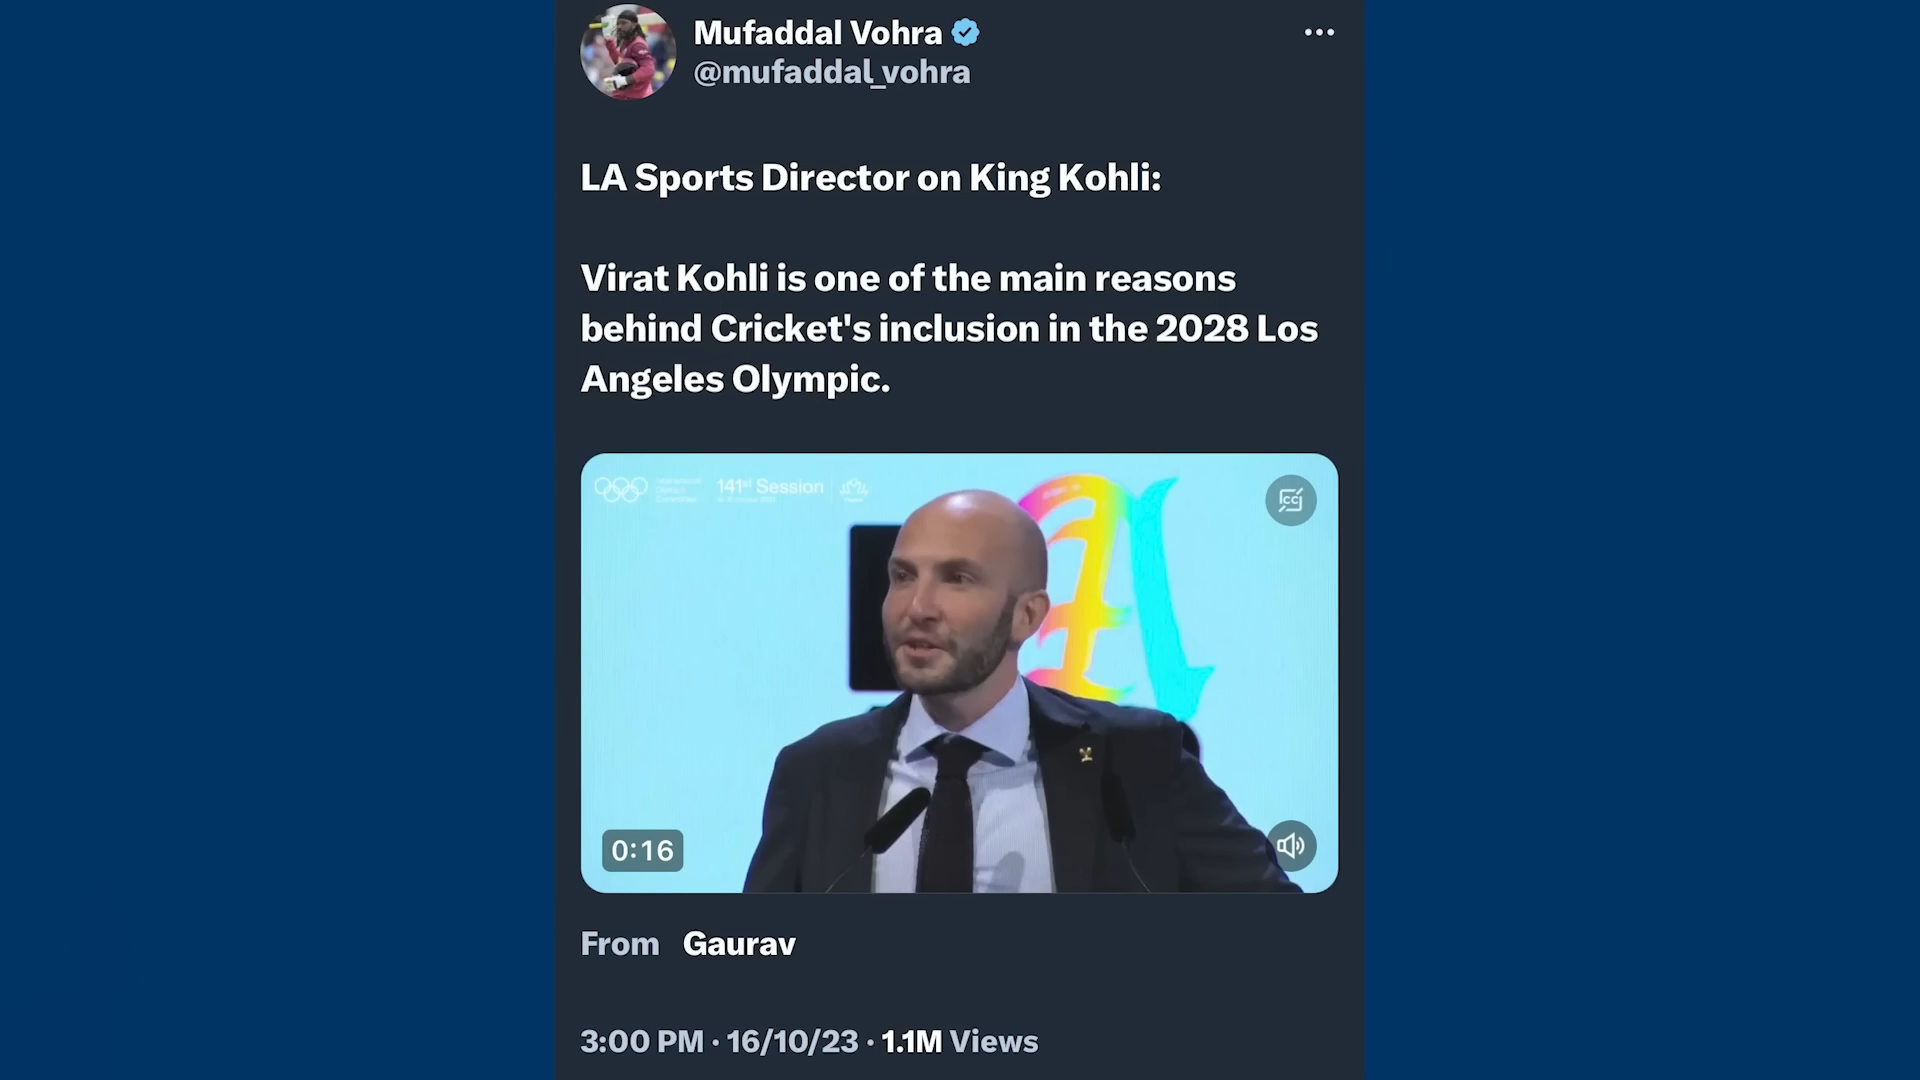 Mufaddal Vohra
@mufaddal_vohra
LA Sports Director on King Kohli:
Virat Kohli is one of the main reasons
behind Cricket's inclusion in the 2028 Los
Angeles Olympic.
141st Session
CC
0:16
From Gaurav
3:00 PM · 16/10/23 · 1.1M Views